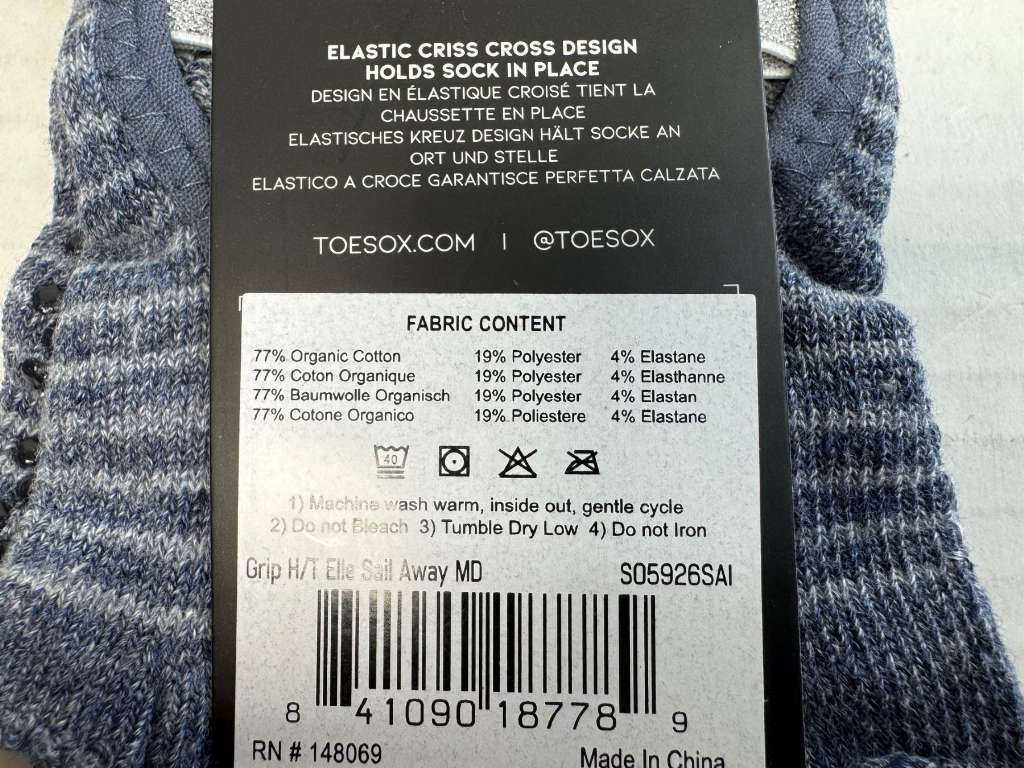 ELASTIC CRISS CROSS DESIGN
HOLDS SOCK IN PLACE
DESIGN EN ÉLASTIQUE CROISÉ TIENT LA
CHAUSSETTE EN PLACE
ELASTISCHES KREUZ DESIGN HÄLT SOCKE AN
ORT UND STELLE
ELASTICO A CROCE GARANTISCE PERFETTA CALZATA
TOESOX.COM | @TOESOX
FABRIC CONTENT
77% Organic Cotton 19% Polyester 4% Elastane
77% Coton Organique 19% Polyester 4% Elasthanne
77% Baumwolle Organisch 19% Polyester 4% Elastan
77% Cotone Organico 19% Poliestere 4% Elastane
40
1) Machine wash warm, inside out, gentle cycle
2) Do not Bleach 3) Tumble Dry Low 4) Do not Iron
Grip H/T Elle Sail Away MD S05926SAI
8 41090 18778 9
RN # 148069 Made In China